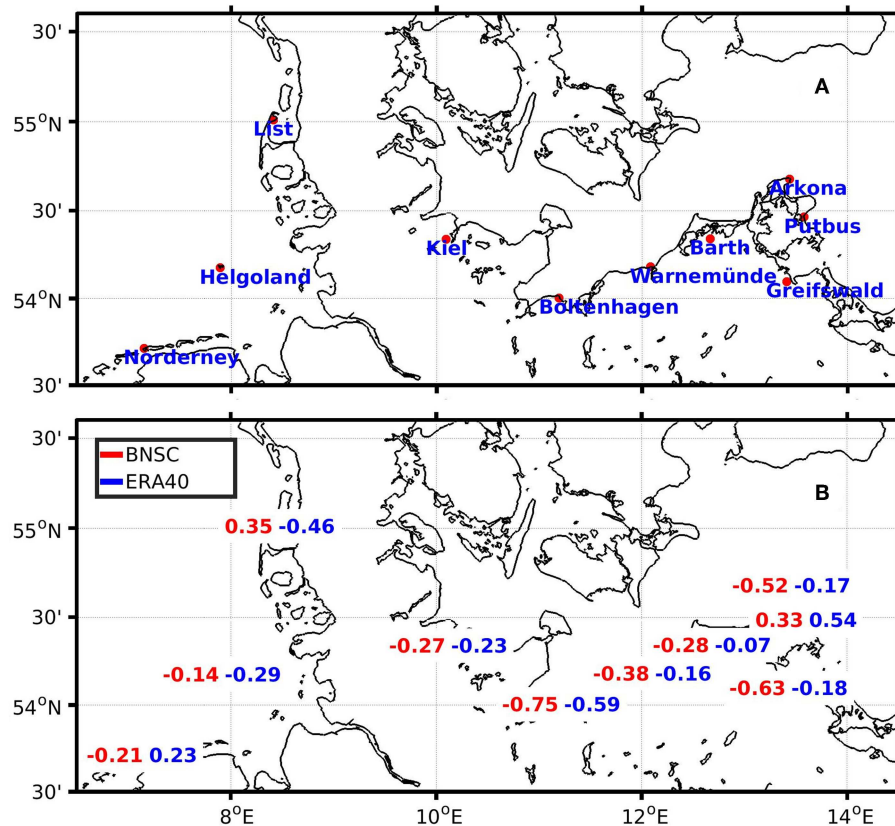 30'
A
55°N
List
Arkona
30'
Putbus
Kiel
Barth
Helgoland
Warnemünde
Greifswald
54°N
Boltenhagen
Norderney
30'
30'
BNSC
ERA40
B
55°N
0.35 -0.46
-0.52 -0.17
30'
0.33 0.54
-0.27 -0.23
-0.28 -0.07
-0.14 -0.29
-0.38 -0.16
-0.63 -0.18
54°N
-0.75 -0.59
-0.21 0.23
30'
8°E
10°E
12°E
14°E